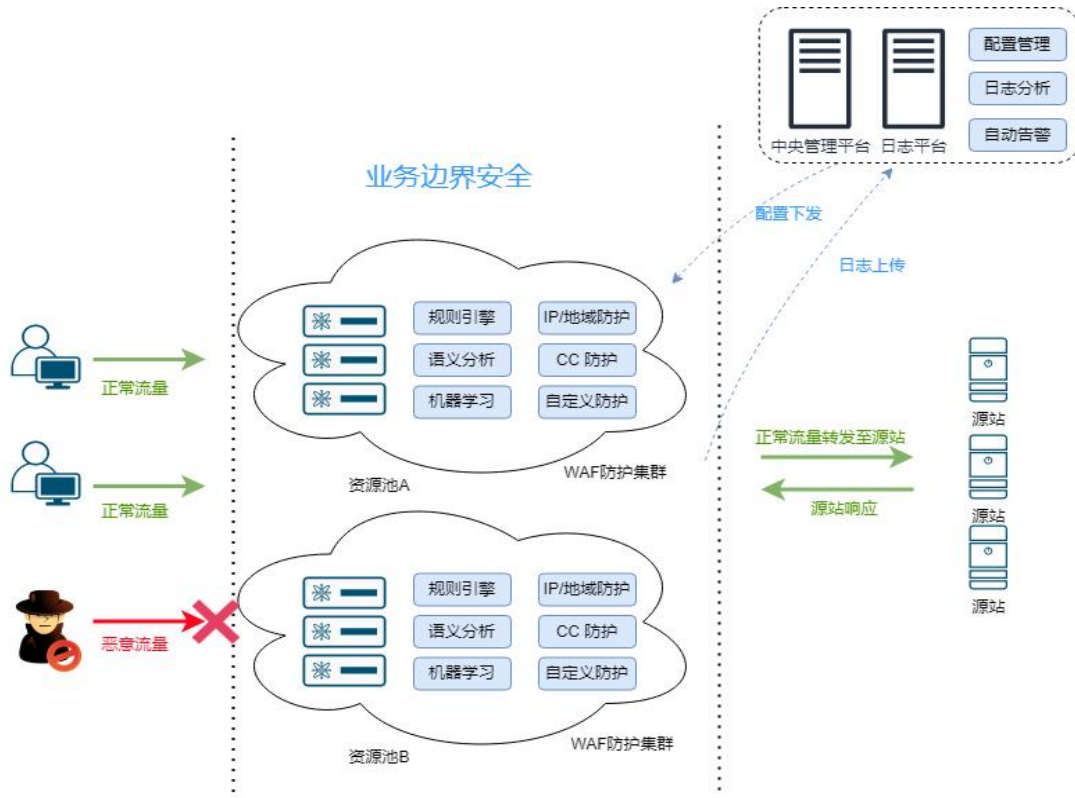 配置管理
日志分析
自动告警
中央管理平台
日志平台
业务边界安全
配置下发
日志上传
规则引擎
IP/地域防护
语义分析
CC 防护
机器学习
自定义防护
资源池A
WAF防护集群
正常流量
正常流量
恶意流量
规则引擎
IP/地域防护
语义分析
CC 防护
机器学习
自定义防护
资源池B
WAF防护集群
正常流量转发至源站
源站响应
源站
源站
源站